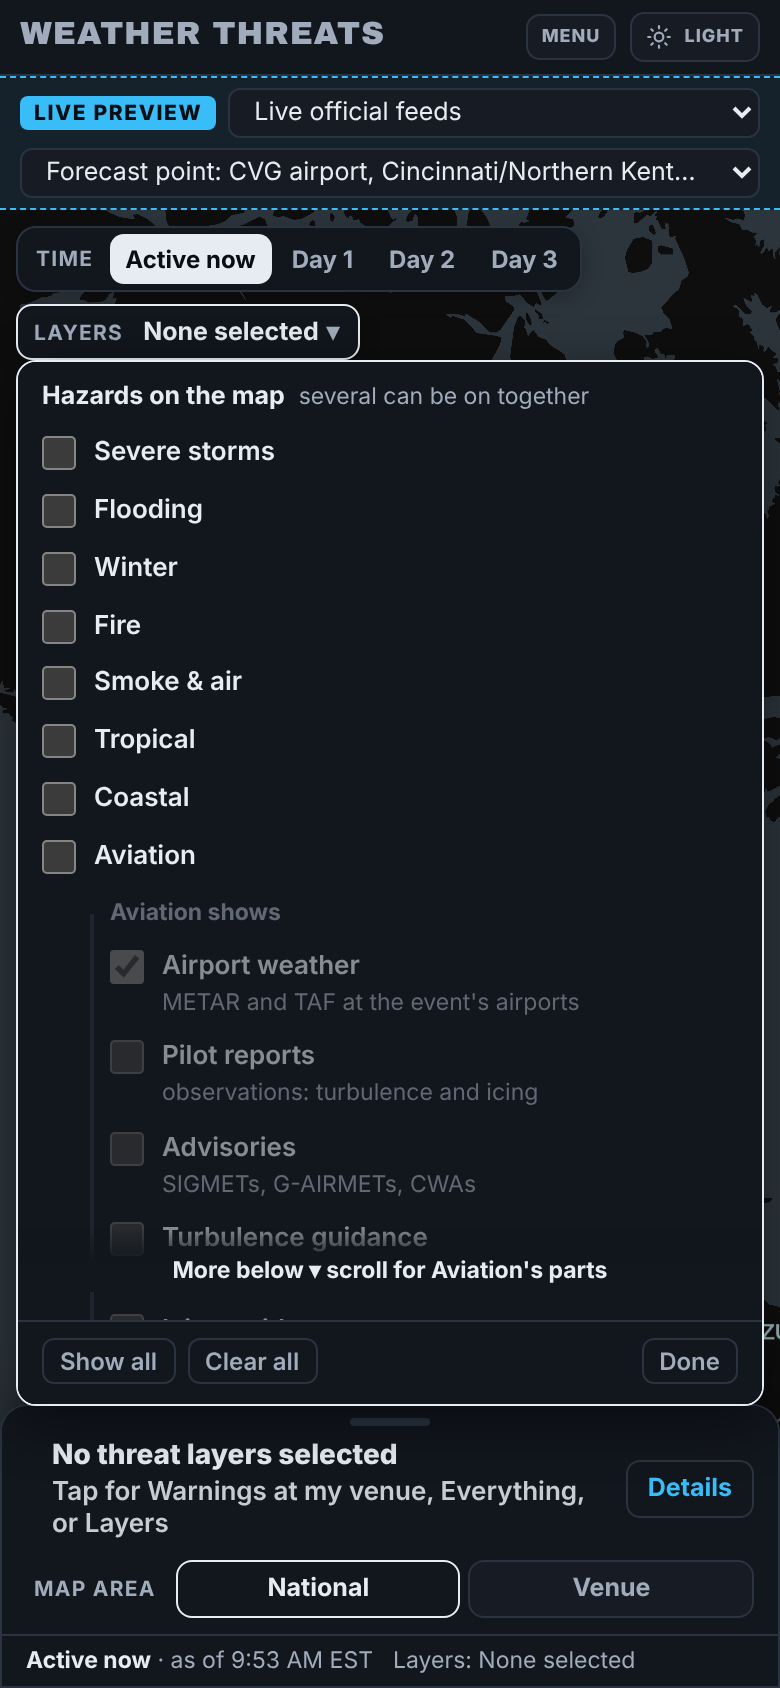 WEATHER THREATS
MENU
LIGHT
LIVE PREVIEW
Live official feeds
Forecast point: CVG airport, Cincinnati/Northern Kent...
TIME Active now Day 1 Day 2 Day 3
LAYERS None selected ▾
Hazards on the map several can be on together
Severe storms
Flooding
Winter
Fire
Smoke & air
Tropical
Coastal
Aviation
Aviation shows
Airport weather
METAR and TAF at the event's airports
Pilot reports
observations: turbulence and icing
Advisories
SIGMETs, G-AIRMETs, CWAs
Turbulence guidance
More below ▾ scroll for Aviation's parts
Show all Clear all Done
No threat layers selected
Tap for Warnings at my venue, Everything,
or Layers
Details
MAP AREA National Venue
Active now · as of 9:53 AM EST Layers: None selected